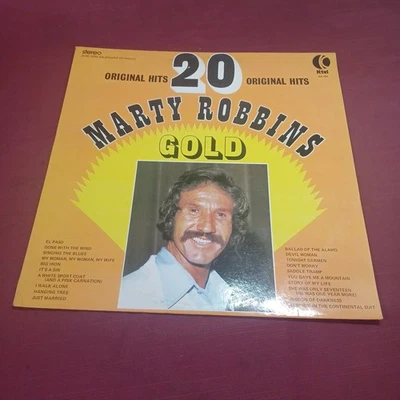 stereo
20
ORIGINAL HITS
ORIGINAL HITS
K-tel
MARTY ROBBINS
GOLD
EL PASO
GONE WITH THE WIND
SINGING THE BLUES
MY WOMAN, MY WOMAN, MY WIFE
BIG IRON
IT'S A SIN
A WHITE SPORT COAT
(AND A PINK CARNATION)
I WALK ALONE
HANGING TREE
JUST MARRIED
BALLAD OF THE ALAMO
DEVIL WOMAN
TONIGHT CARMEN
DON'T WORRY
SADDLE TRAMP
YOU GAVE ME A MOUNTAIN
STORY OF MY LIFE
SHE WAS ONLY SEVENTEEN
(HE WAS ONE YEAR MORE)
IN THE CONTINENTAL SUIT